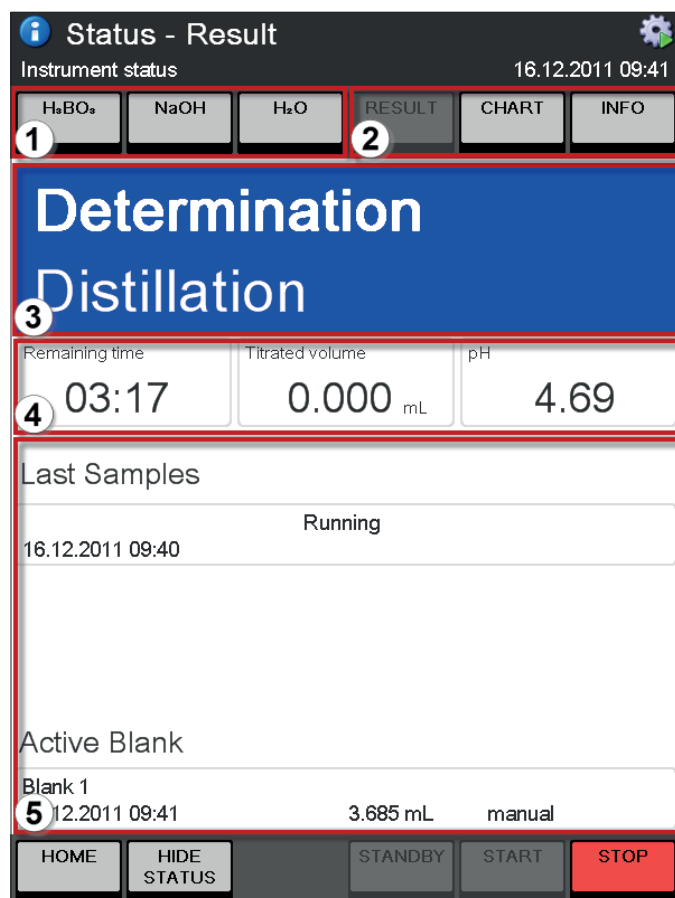 Status - Result
Instrument status 16.12.2011 09:41
H₃BO₃ NaOH H₂O RESULT CHART INFO
1 2
Determination
Distillation
3
Remaining time Titrated volume pH
03:17 0.000 mL 4.69
4
Last Samples
Running
16.12.2011 09:40
Active Blank
Blank 1
12.2011 09:41 3.685 mL manual
5
HOME HIDE STATUS STANDBY START STOP